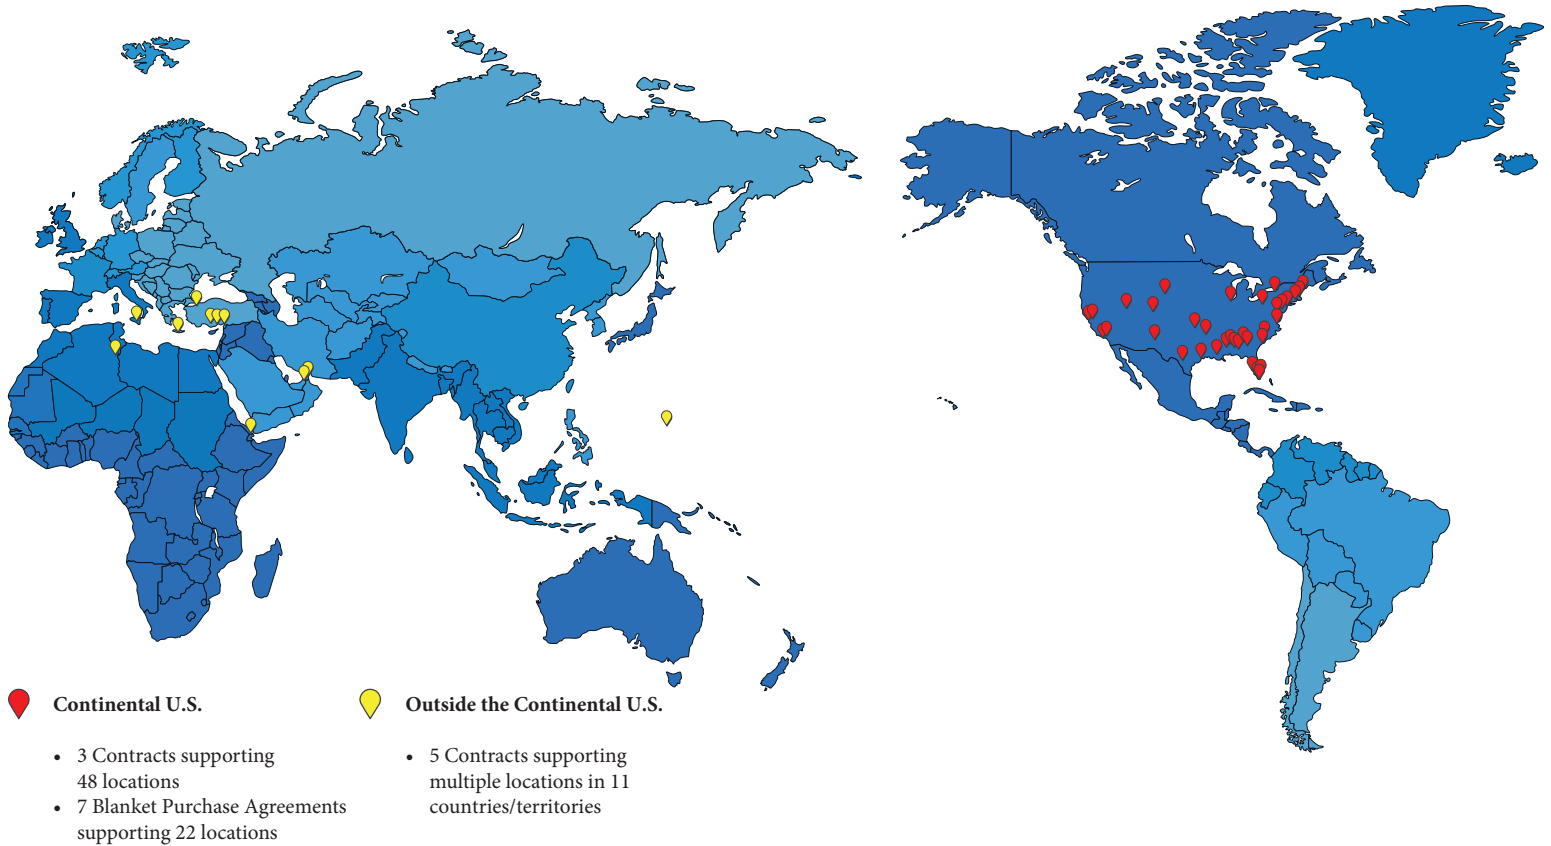 Continental U.S.
• 3 Contracts supporting
48 locations
• 7 Blanket Purchase Agreements
supporting 22 locations
Outside the Continental U.S.
• 5 Contracts supporting
multiple locations in 11
countries/territories